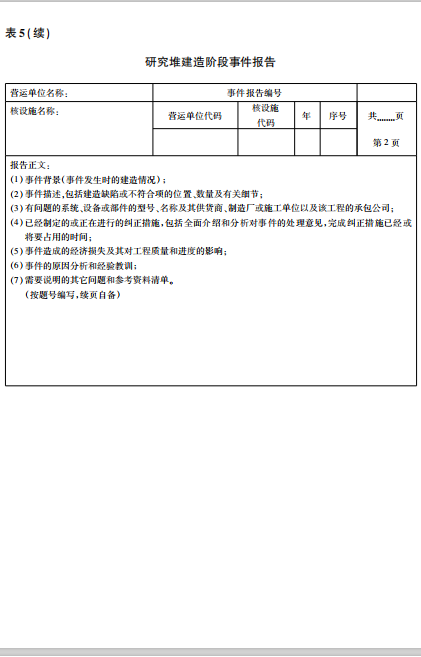 表5(续)
研究堆建造阶段事件报告
营运单位名称:
事件报告编号
核设施名称:
营运单位代码
核设施
代码
年
序号
共........页
第2页
报告正文:
(1)事件背景(事件发生时的建造情况);
(2)事件描述,包括建造缺陷或不符合项的位置、数量及有关细节;
(3)有问题的系统、设备或部件的型号、名称及其供货商、制造厂或施工单位以及该工程的承包公司;
(4)已经制定的或正在进行的纠正措施,包括全面介绍和分析对事件的处理意见,完成纠正措施已经或
将要占用的时间;
(5)事件造成的经济损失及其对工程质量和进度的影响;
(6)事件的原因分析和经验教训;
(7)需要说明的其它问题和参考资料清单。
(按题号编写,续页自备)